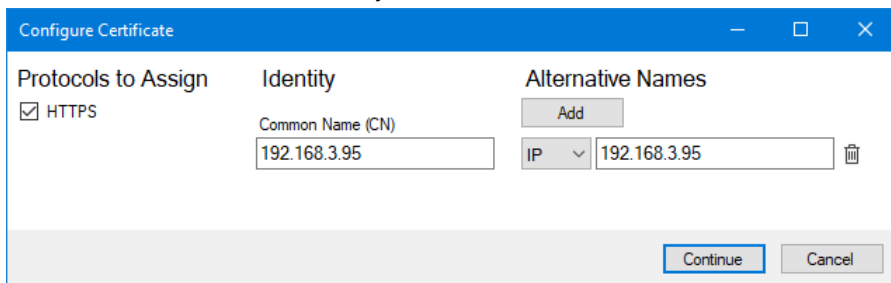 Configure Certificate
Protocols to Assign
HTTPS
Identity
Common Name (CN)
192.168.3.95
Alternative Names
Add
IP 192.168.3.95
Continue Cancel